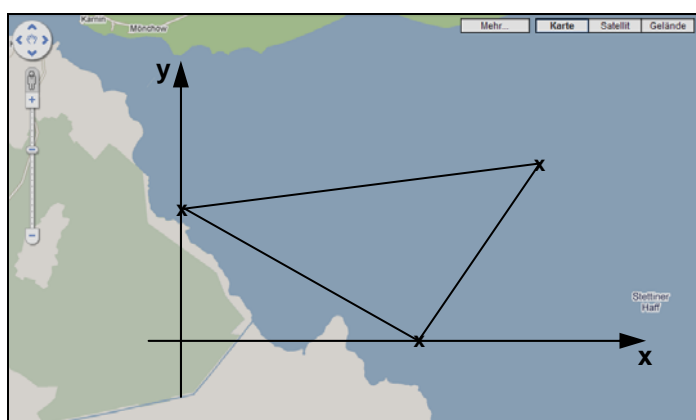 Karnin
Mönchow
Mehr...
Karte
Satellit
Gelände
y
x
x
x
Stettiner
Haff
x